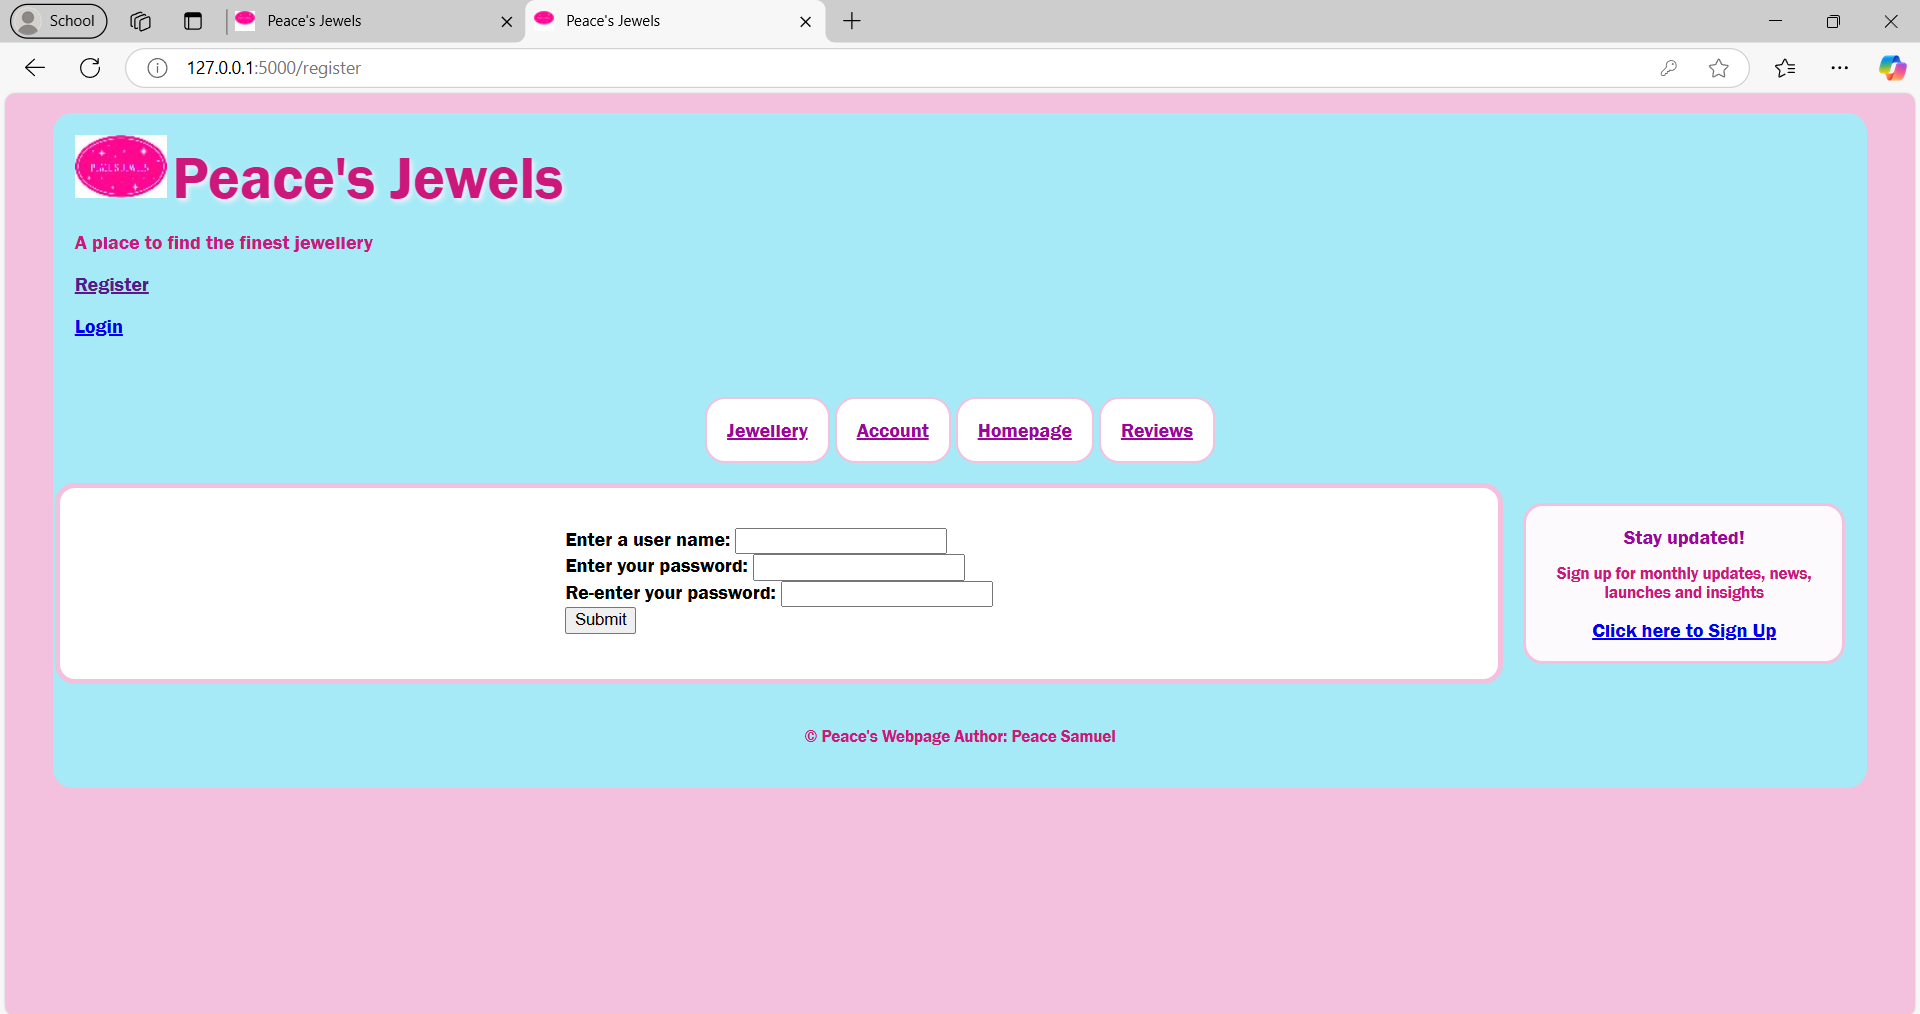 School
Peace's Jewels
Peace's Jewels
127.0.0.1:5000/register
Peace's Jewels
A place to find the finest jewellery
Register
Login
Jewellery Account Homepage Reviews
Enter a user name:
Enter your password:
Re-enter your password:
Submit
Stay updated!
Sign up for monthly updates, news,
launches and insights
Click here to Sign Up
© Peace's Webpage Author: Peace Samuel